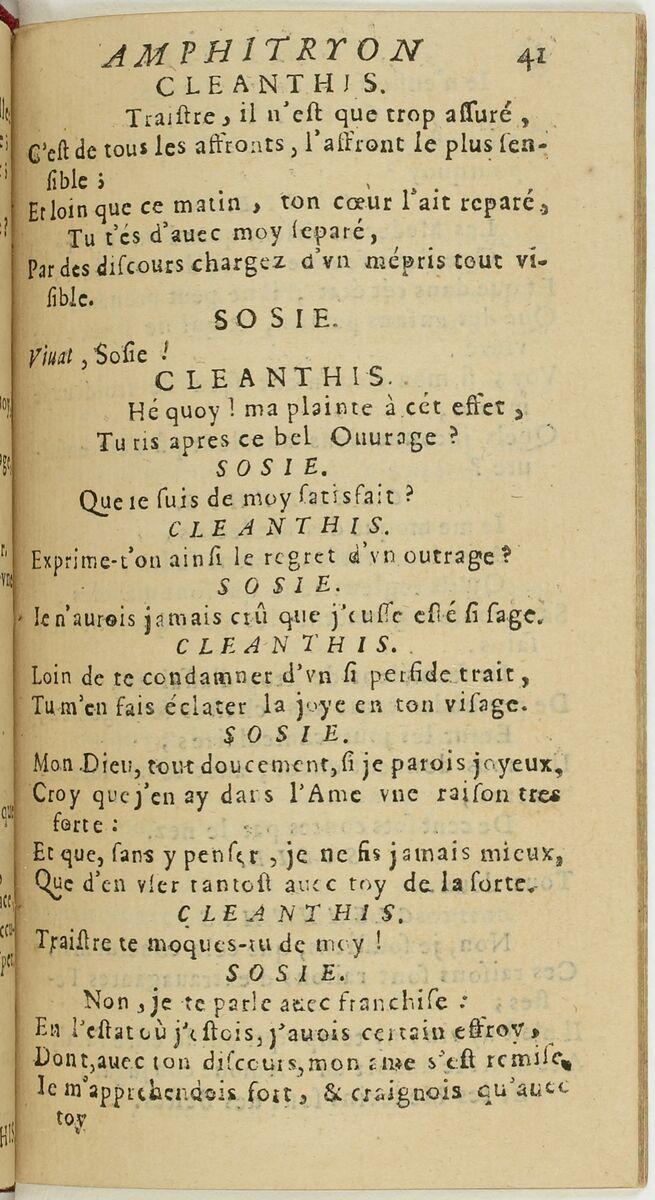 AMPHITRYON 41
CLEANTHIS.
Traiſtre, il n'eſt que trop aſſuré,
C'eſt de tous les affronts, l'affront le plus ſen-
ſible;
Et loin que ce matin, ton cœur l'ait reparé,
Tu t'és d'auec moy ſeparé,
Par des diſcours chargez d'vn mépris tout vi-
ſible.
SOSIE.
Viuat, Soſie!
CLEANTHIS.
Hé quoy! ma plainte à cét effet,
Tu ris apres ce bel Ouurage?
SOSIE.
Que ie ſuis de moy ſatisfait?
CLEANTHIS.
Exprime-t'on ainſi le regret d'vn outrage?
SOSIE.
Ie n'aurois jamais crû que j'euſſe eſté ſi ſage.
CLEANTHIS.
Loin de te condamner d'vn ſi perfide trait,
Tu m'en fais éclater la joye en ton viſage.
SOSIE.
Mon Dieu, tout doucement, ſi je parois joyeux,
Croy que j'en ay dans l'Ame vne raiſon tres
forte:
Et que, ſans y penſer, je ne fis jamais mieux,
Que d'en vſer tantoſt auec toy de la ſorte.
CLEANTHIS.
Traiſtre te moques-tu de moy!
SOSIE.
Non, je te parle auec franchiſe:
En l'eſtat où j'eſtois, j'auois certain effroy,
Dont, auec ton diſcours, mon ame s'eſt remiſe.
Ie m'apprehendois fort, & craignois qu'auec
toy